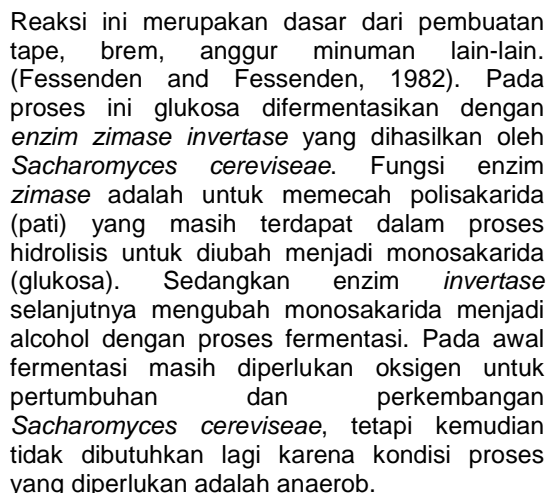 Reaksi ini merupakan dasar dari pembuatan
tape, brem, anggur minuman lain-lain.
(Fessenden and Fessenden, 1982). Pada
proses ini glukosa difermentasikan dengan
enzim zimase invertase yang dihasilkan oleh
Sacharomyces cereviseae. Fungsi enzim
zimase adalah untuk memecah polisakarida
(pati) yang masih terdapat dalam proses
hidrolisis untuk diubah menjadi monosakarida
(glukosa). Sedangkan enzim invertase
selanjutnya mengubah monosakarida menjadi
alcohol dengan proses fermentasi. Pada awal
fermentasi masih diperlukan oksigen untuk
pertumbuhan dan perkembangan
Sacharomyces cereviseae, tetapi kemudian
tidak dibutuhkan lagi karena kondisi proses
yang diperlukan adalah anaerob.